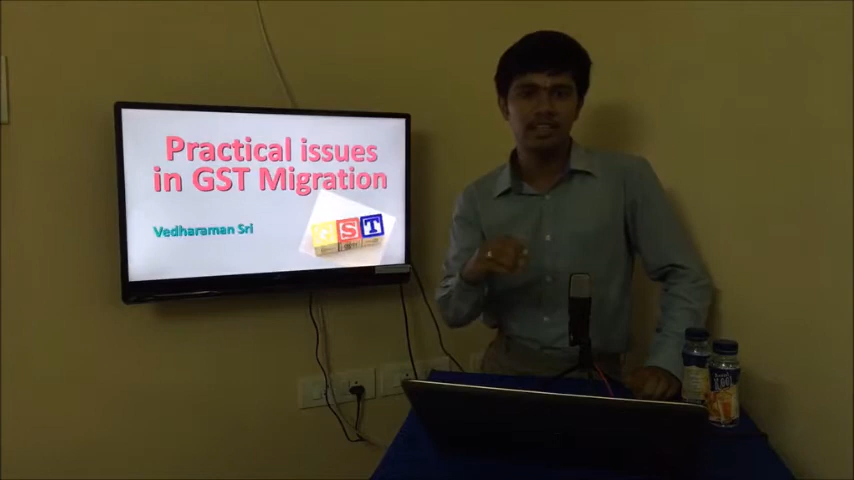 Practical issues
in GST Migration
Vedharaman Sri
GST